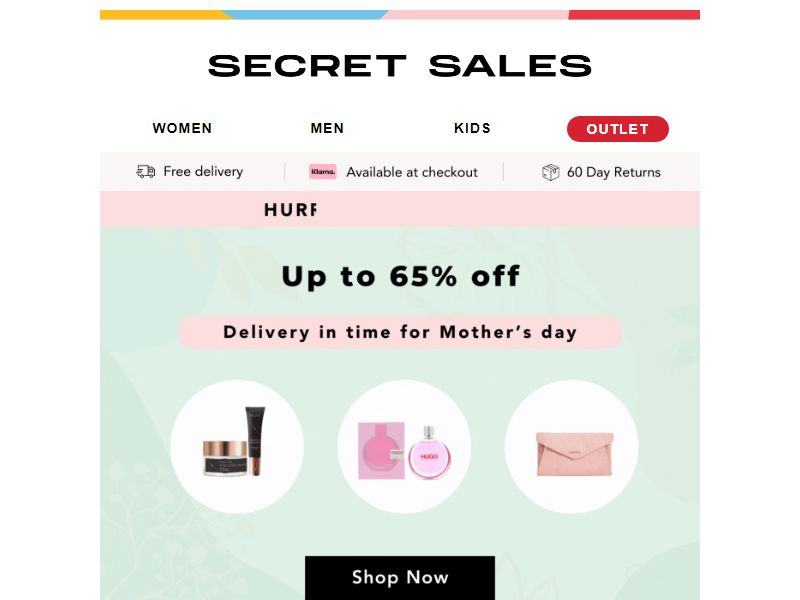 SECRET SALES
WOMEN MEN KIDS OUTLET
Free delivery Klarna. Available at checkout 60 Day Returns
HURF
Up to 65% off
Delivery in time for Mother's day
HUGO HUGO
Shop Now